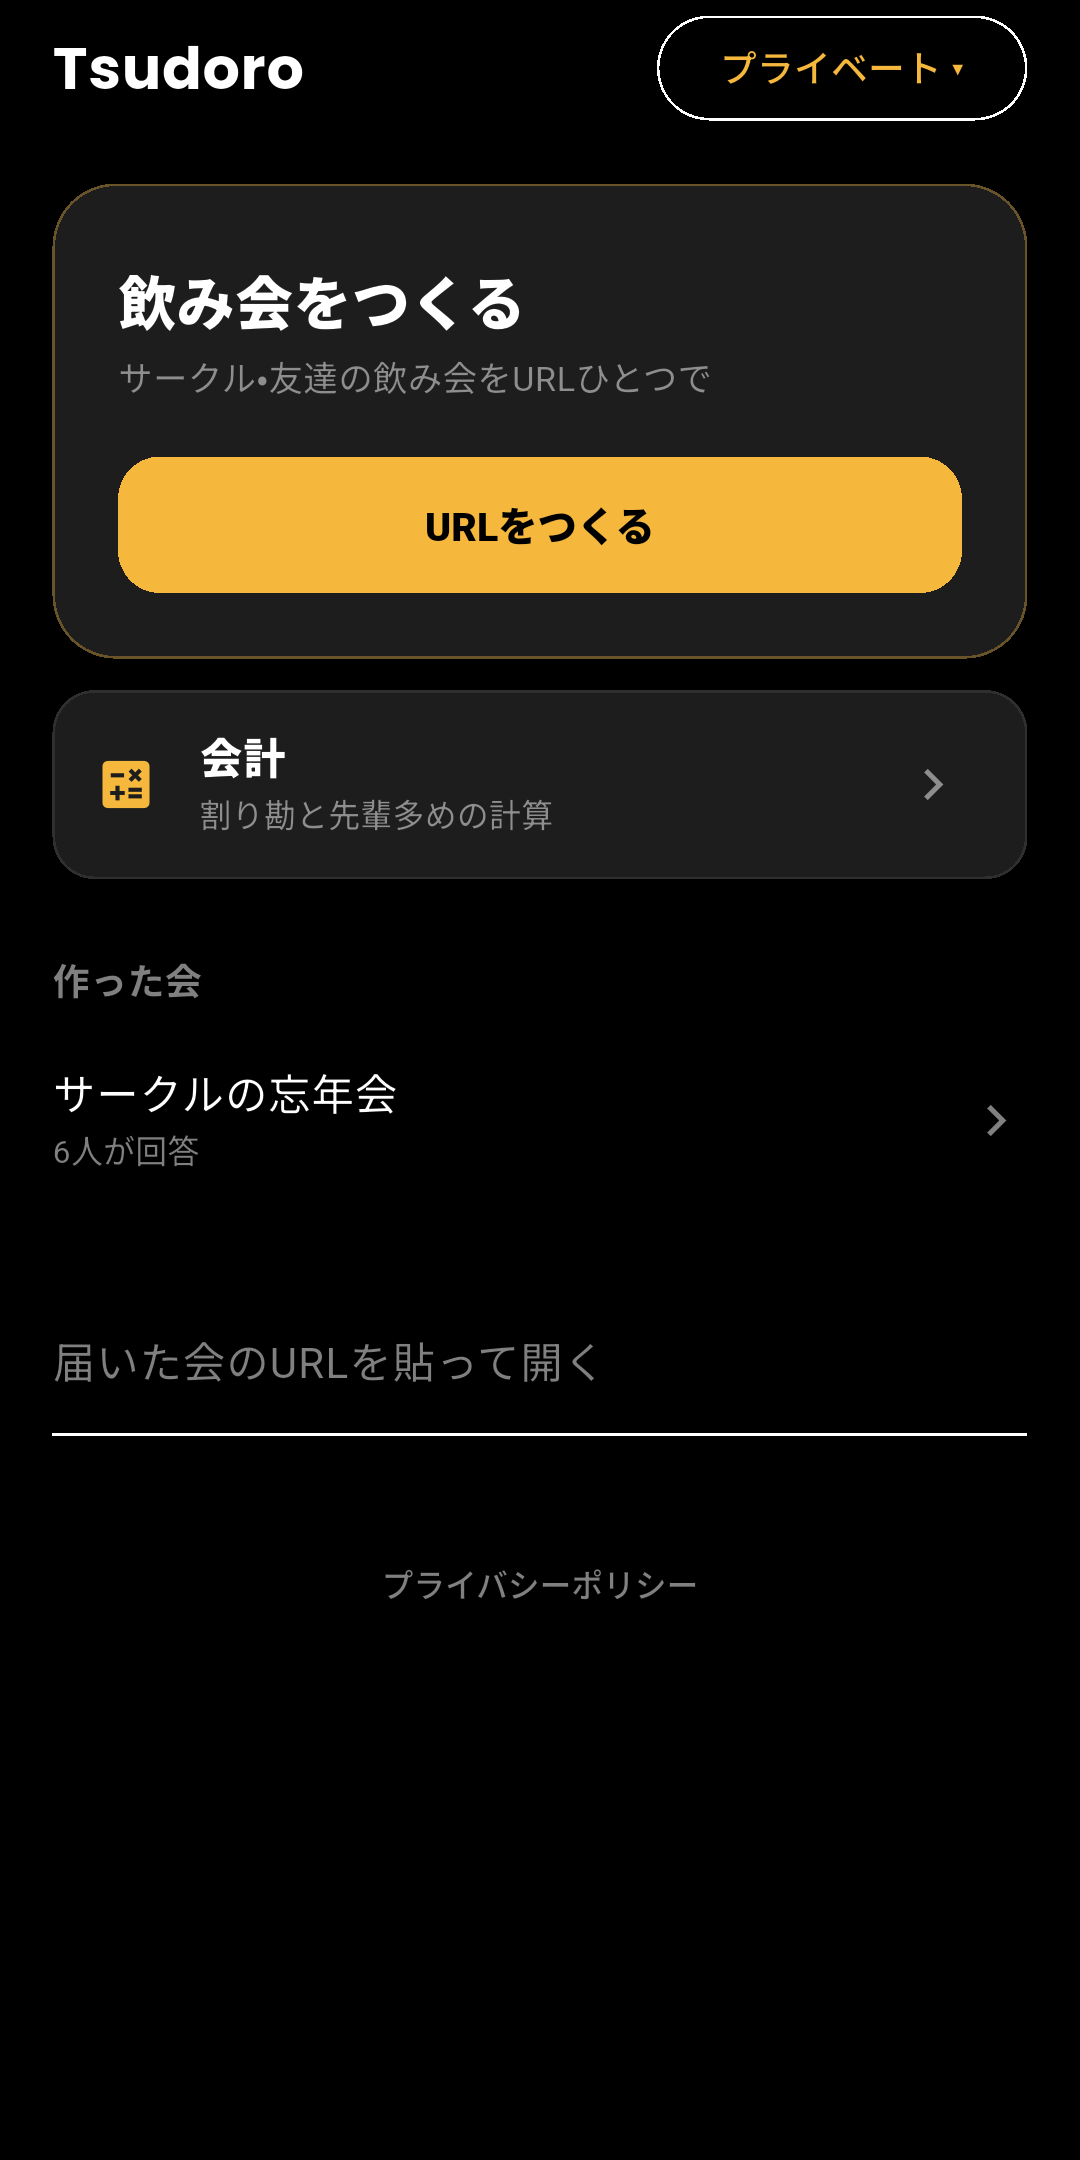 Tsudoro
プライベート ▾
飲み会をつくる
サークル•友達の飲み会をURLひとつで
URLをつくる
会計
割り勘と先輩多めの計算
作った会
サークルの忘年会
6人が回答
届いた会のURLを貼って開く
プライバシーポリシー